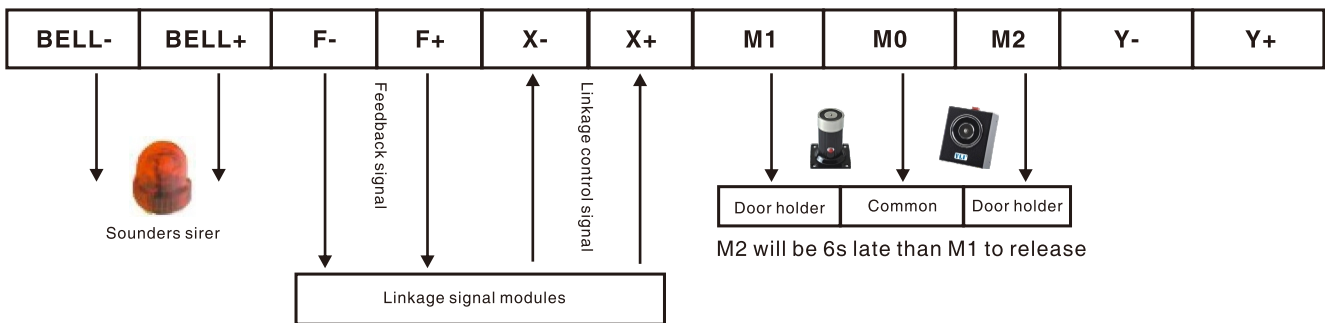 BELL- BELL+ F- F+ X- X+ M1 M0 M2 Y- Y+
Feedback signal
Linkage control signal
Sounders sirer
Door holder Common Door holder
M2 will be 6s late than M1 to release
Linkage signal modules